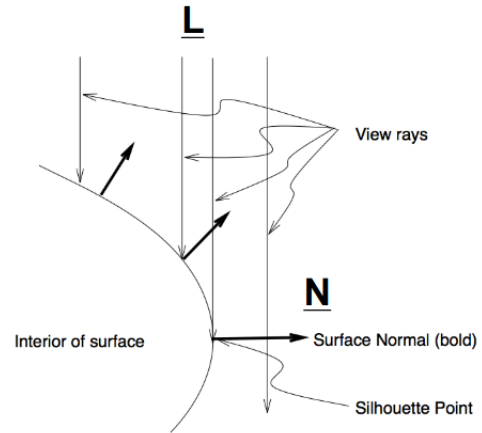 L
View rays
N
Interior of surface
Surface Normal (bold)
Silhouette Point